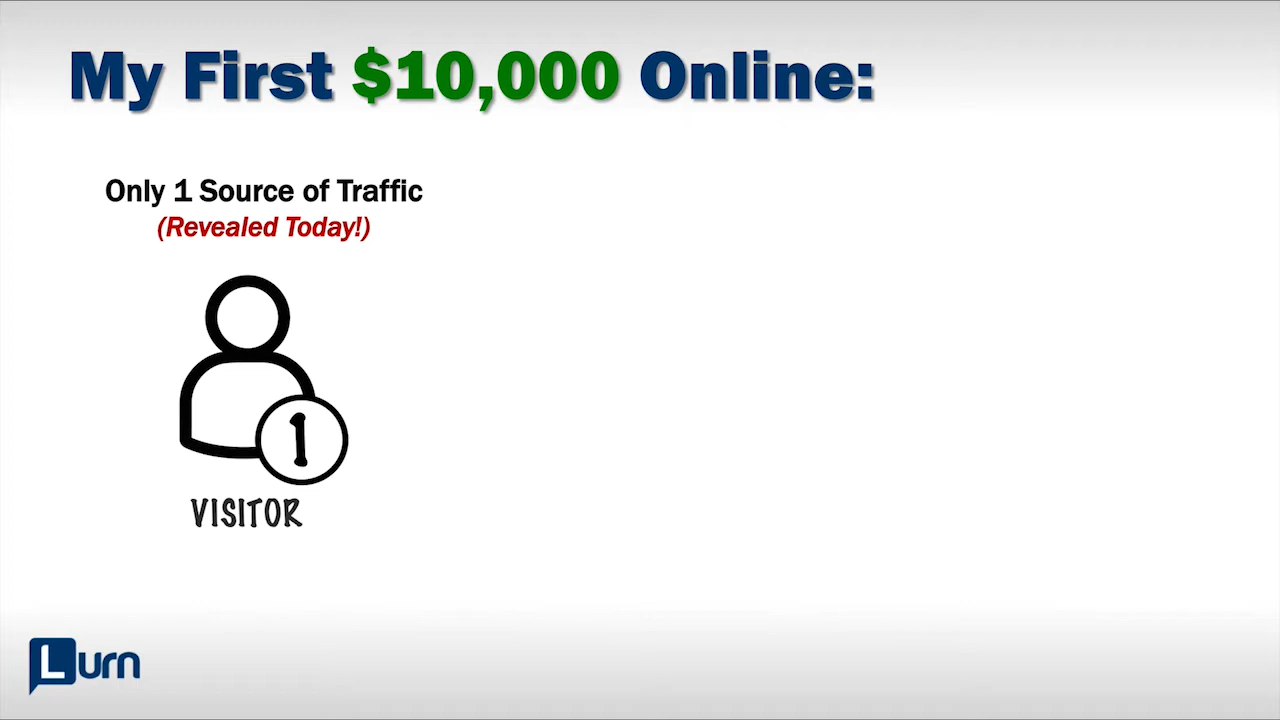 My First $10,000 Online:
Only 1 Source of Traffic
(Revealed Today!)
1
VISITOR
Lurn